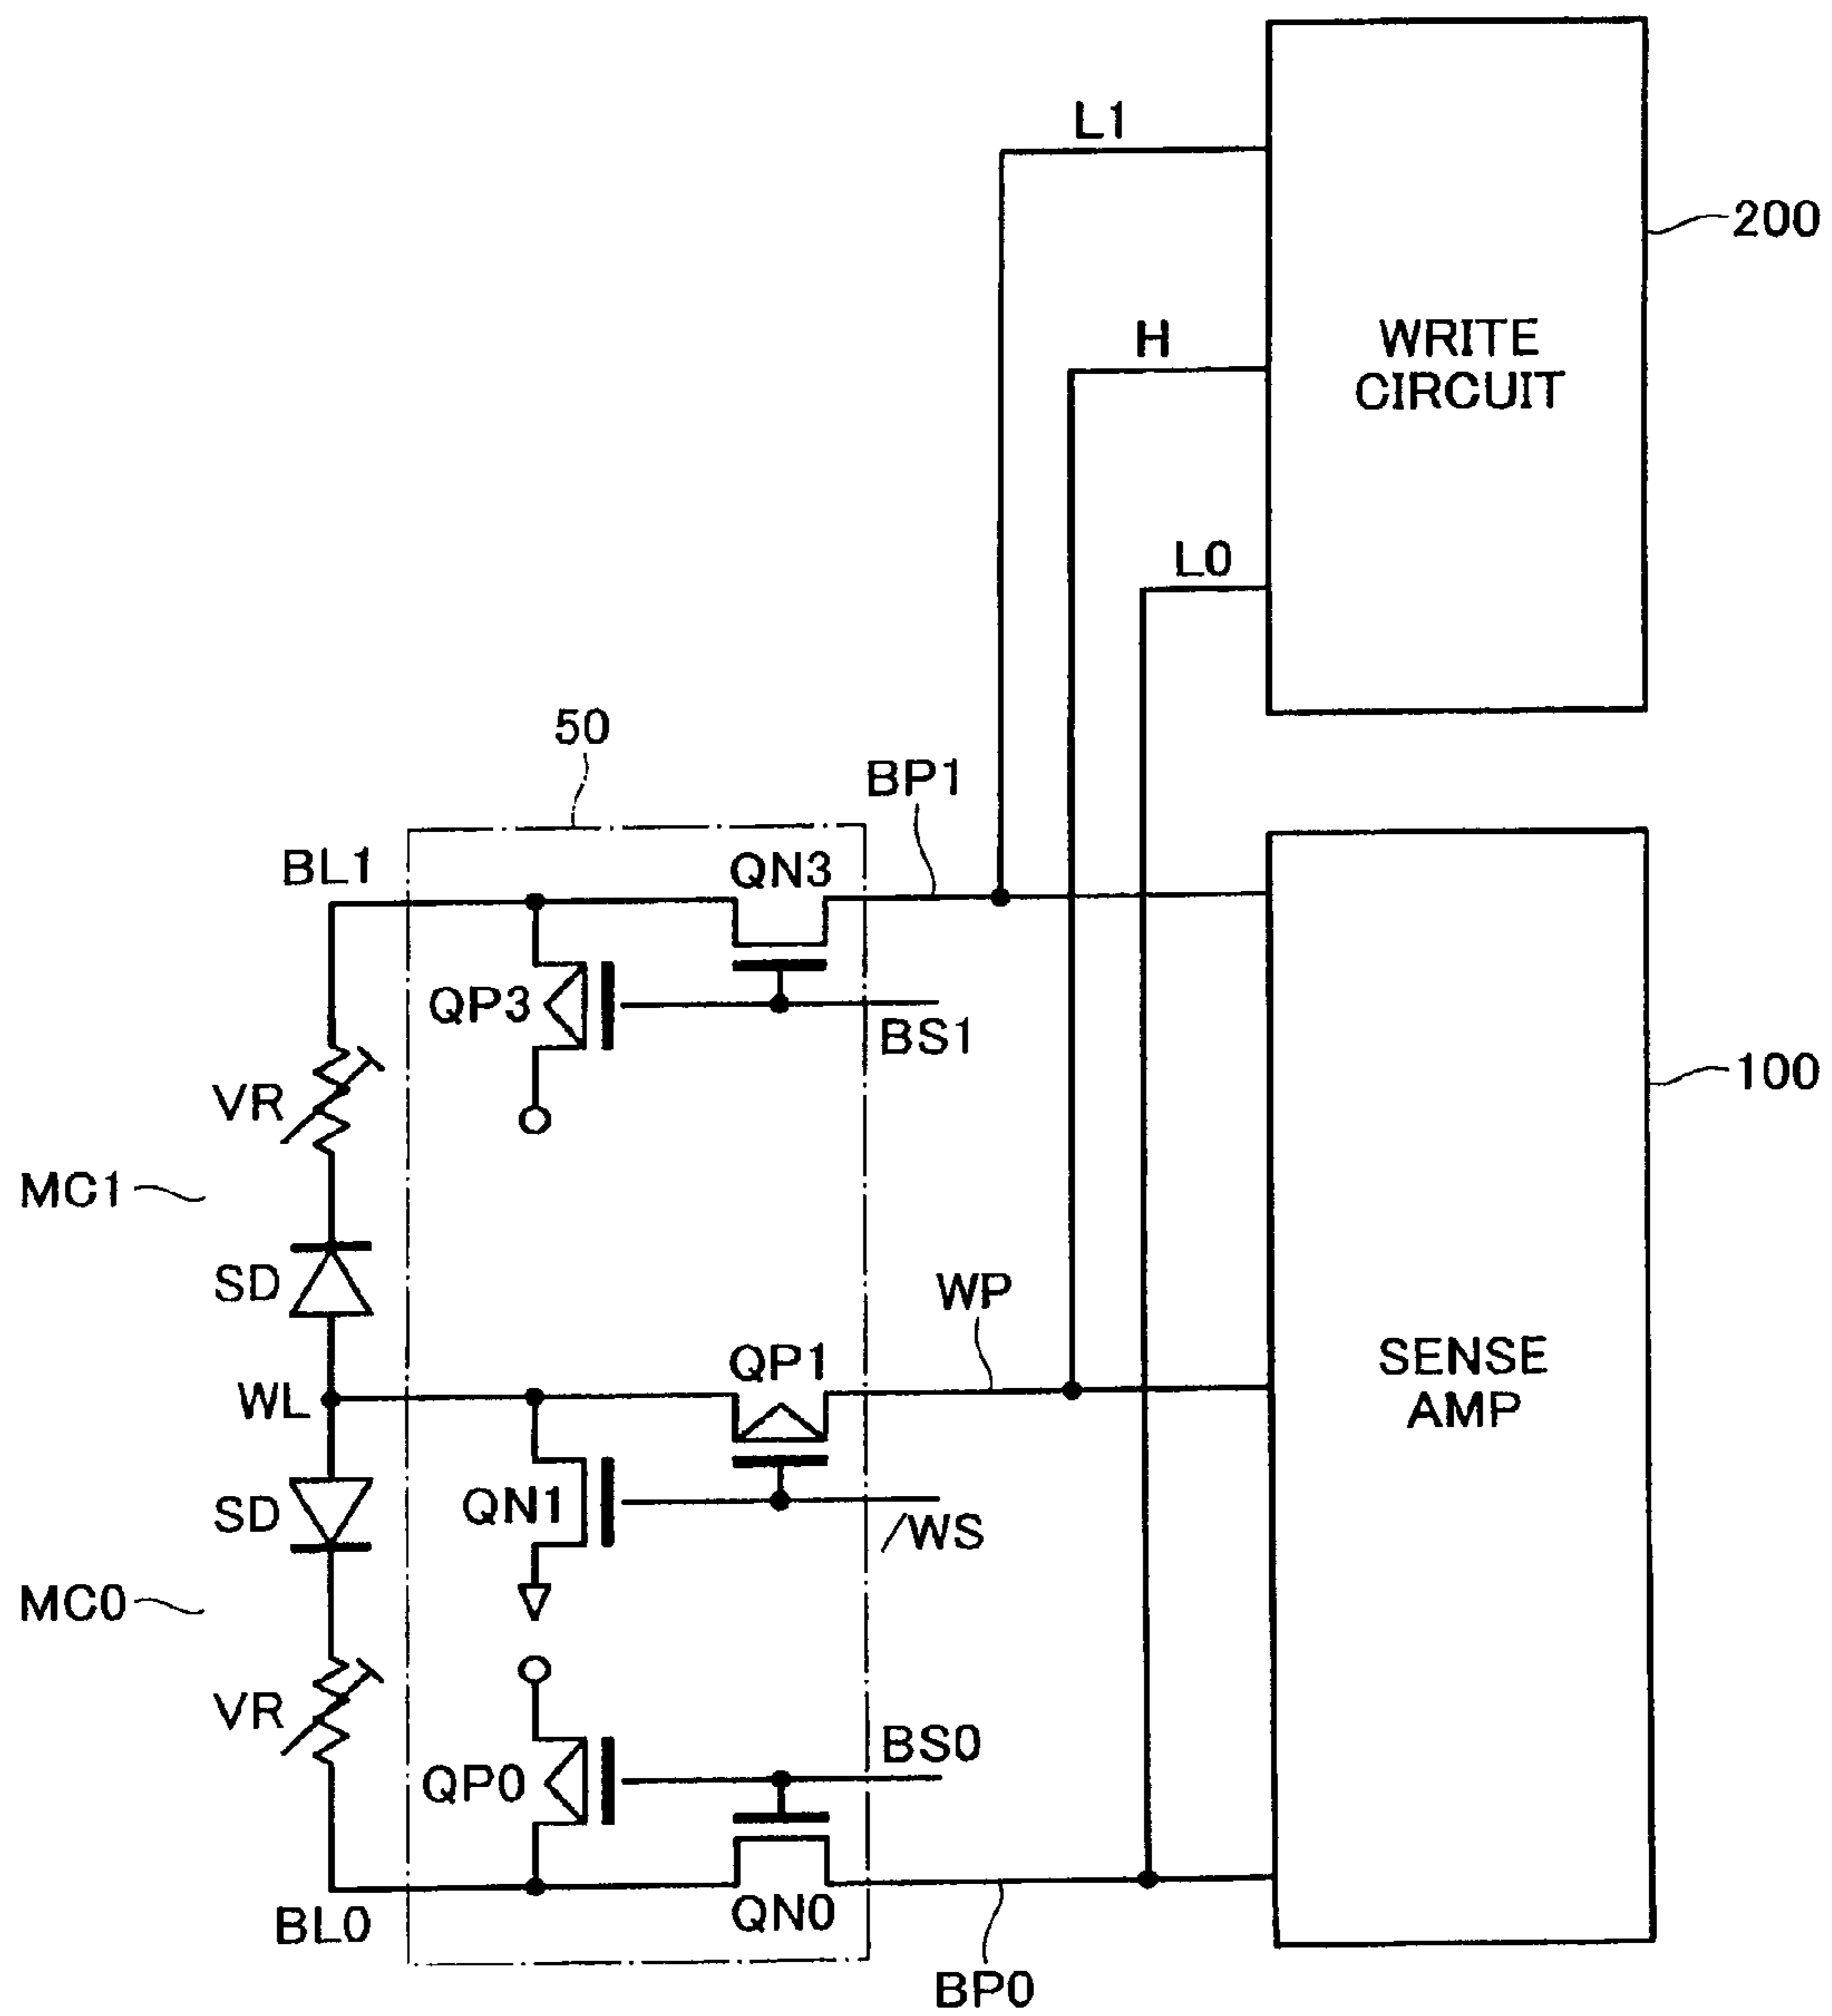 L1
200
H
WRITE
CIRCUIT
L0
50
BP1
BL1
QN3
QP3
BS1
VR
100
MC1
SD
WP
QP1
SENSE
AMP
WL
SD
QN1
/WS
MC0
VR
BS0
QP0
QN0
BL0
BP0